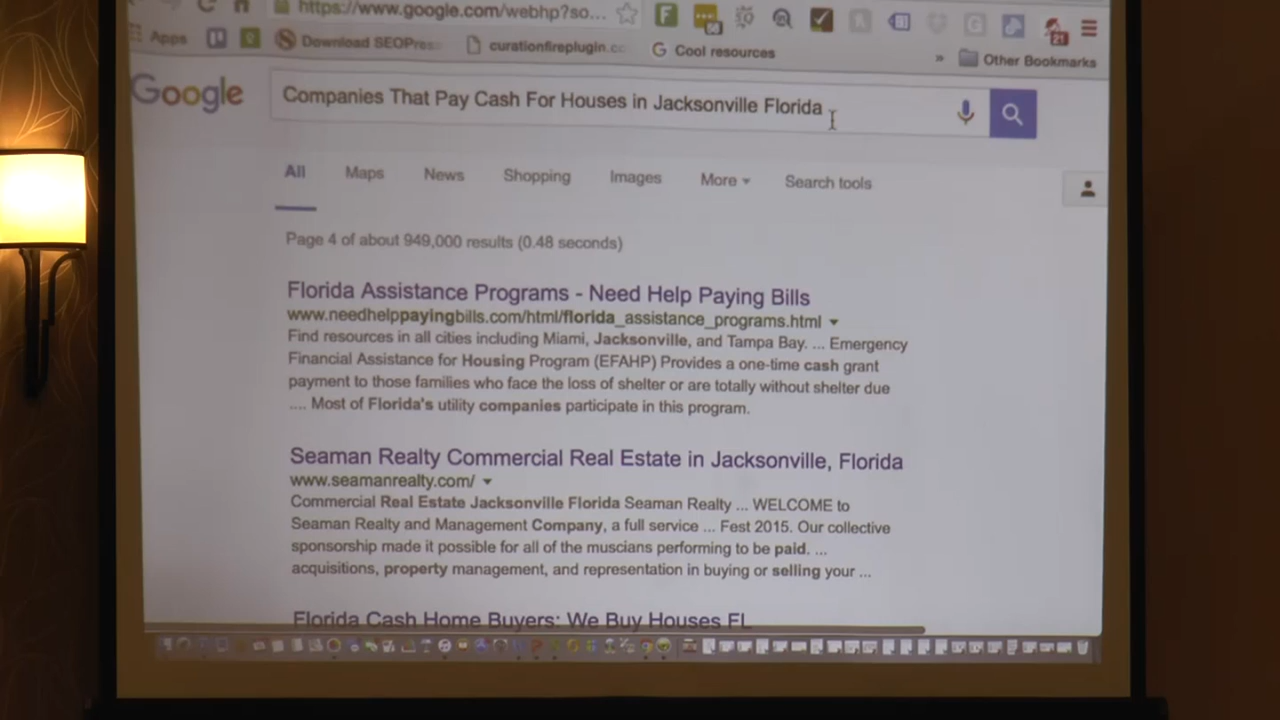 https://www.google.com/webhp?so...
Apps
Download SEOPres
curationfireplugin.cc
Cool resources
»
Other Bookmarks
21
Google
Companies That Pay Cash For Houses in Jacksonville Florida
All Maps News Shopping Images More Search tools
Page 4 of about 949,000 results (0.48 seconds)
Florida Assistance Programs - Need Help Paying Bills
www.needhelppayingbills.com/html/florida_assistance_programs.html
Find resources in all cities including Miami, Jacksonville, and Tampa Bay. ... Emergency
Financial Assistance for Housing Program (EFAHP) Provides a one-time cash grant
payment to those families who face the loss of shelter or are totally without shelter due
.... Most of Florida's utility companies participate in this program.
Seaman Realty Commercial Real Estate in Jacksonville, Florida
www.seamanrealty.com/
Commercial Real Estate Jacksonville Florida Seaman Realty ... WELCOME to
Seaman Realty and Management Company, a full service ... Fest 2015. Our collective
sponsorship made it possible for all of the muscians performing to be paid. ...
acquisitions, property management, and representation in buying or selling your ...
Florida Cash Home Buyers: We Buy Houses FL